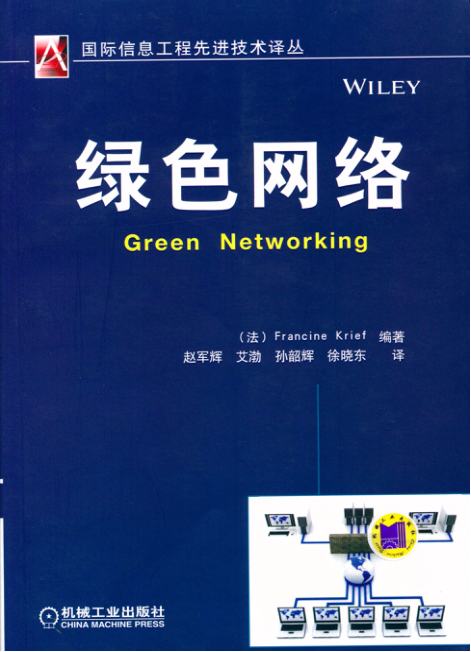 国际信息工程先进技术译丛
WILEY
绿色网络
Green Networking
（法）Francine Krief 编著
赵军辉 艾渤 孙韶辉 徐晓东 译
机械工业出版社
CHINA MACHINE PRESS